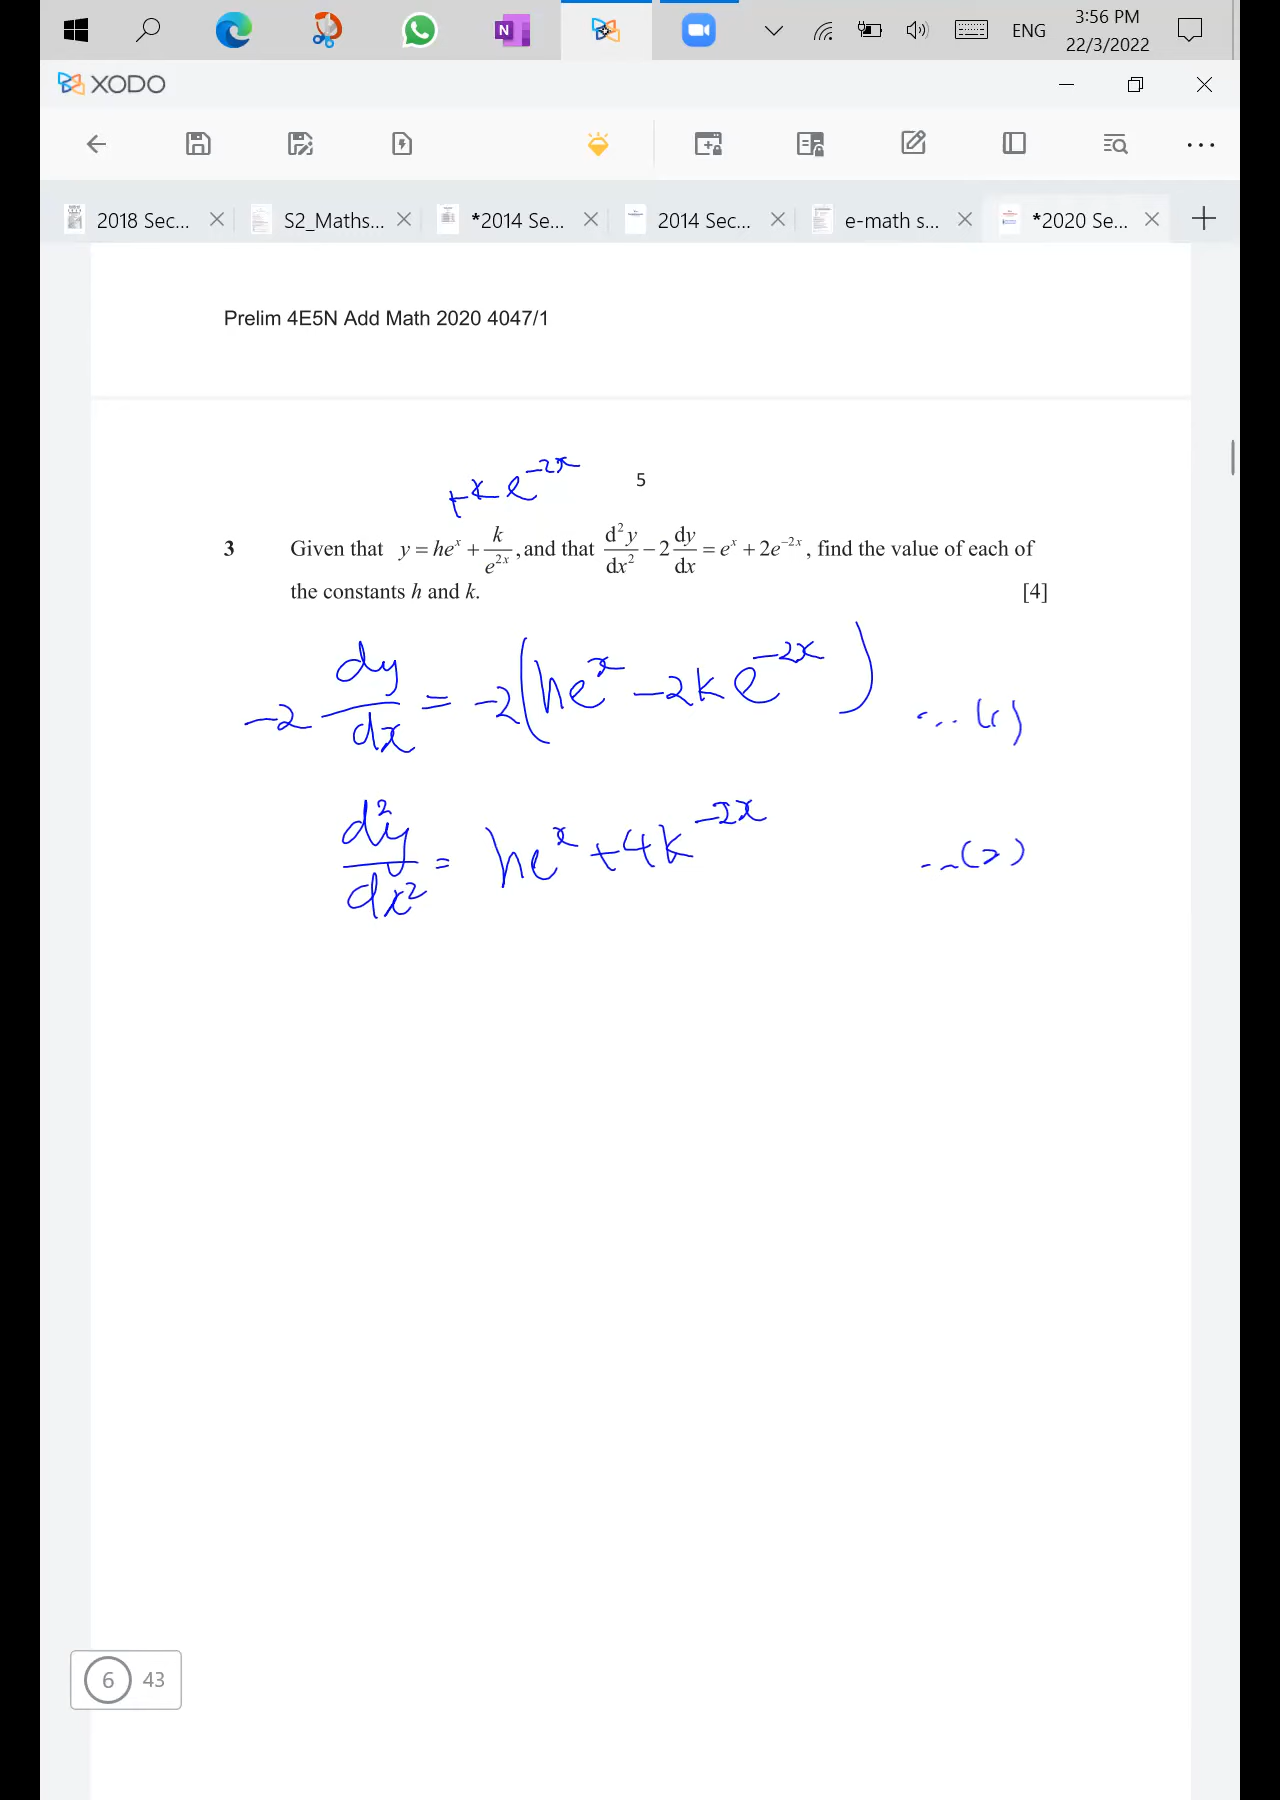 3:56 PM
ENG
22/3/2022
XODO
2018 Sec... S2_Maths... *2014 Se... 2014 Sec... e-math s... *2020 Se...
Prelim 4E5N Add Math 2020 4047/1
+ke^{-2x}
5
3 Given that y = he^x + k/e^{2x}, and that d²y/dx² − 2 dy/dx = e^x + 2e^{−2x}, find the value of each of
the constants h and k. [4]
-2 dy/dx = -2(he^x - 2ke^{-2x}) ...(1)
d²y/dx² = he^x + 4k^{-2x} ...(2)
6 43